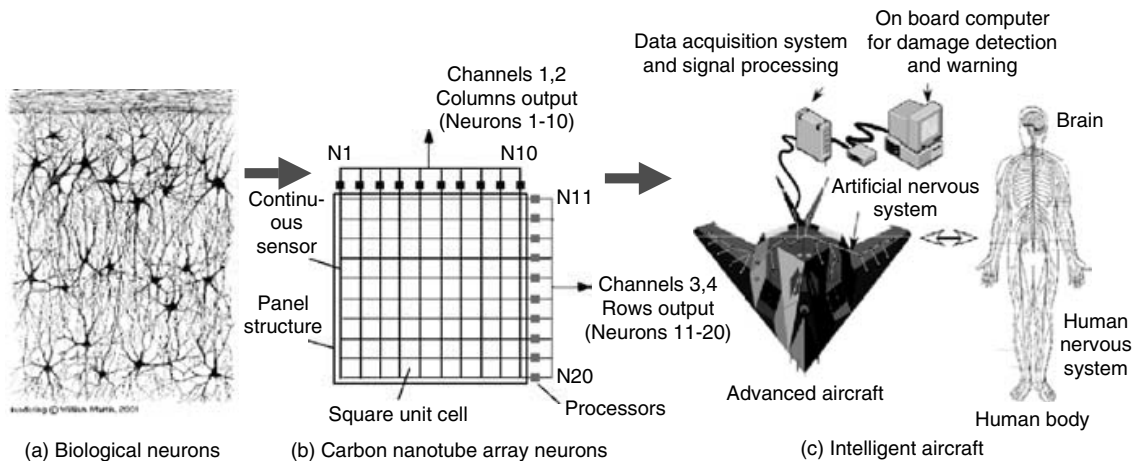 On board computer
for damage detection
and warning
Data acquisition system
and signal processing
Channels 1,2
Columns output
(Neurons 1-10)
Brain
N1
N10
N11
Artificial nervous
system
Continu-
ous
sensor
Channels 3,4
Rows output
(Neurons 11-20)
Panel
structure
Human
nervous
system
N20
Advanced aircraft
Square unit cell
Processors
Human body
(a) Biological neurons
(b) Carbon nanotube array neurons
(c) Intelligent aircraft